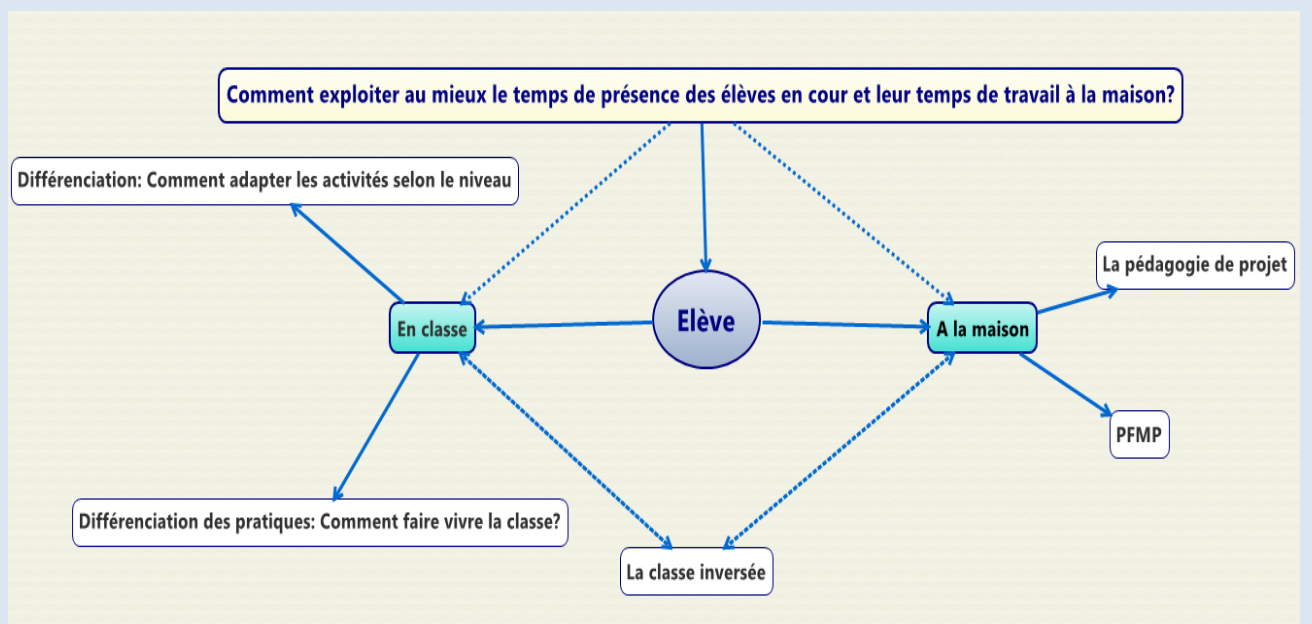 Comment exploiter au mieux le temps de présence des élèves en cour et leur temps de travail à la maison?
Différenciation: Comment adapter les activités selon le niveau
La pédagogie de projet
Elève
En classe
A la maison
PFMP
Différenciation des pratiques: Comment faire vivre la classe?
La classe inversée